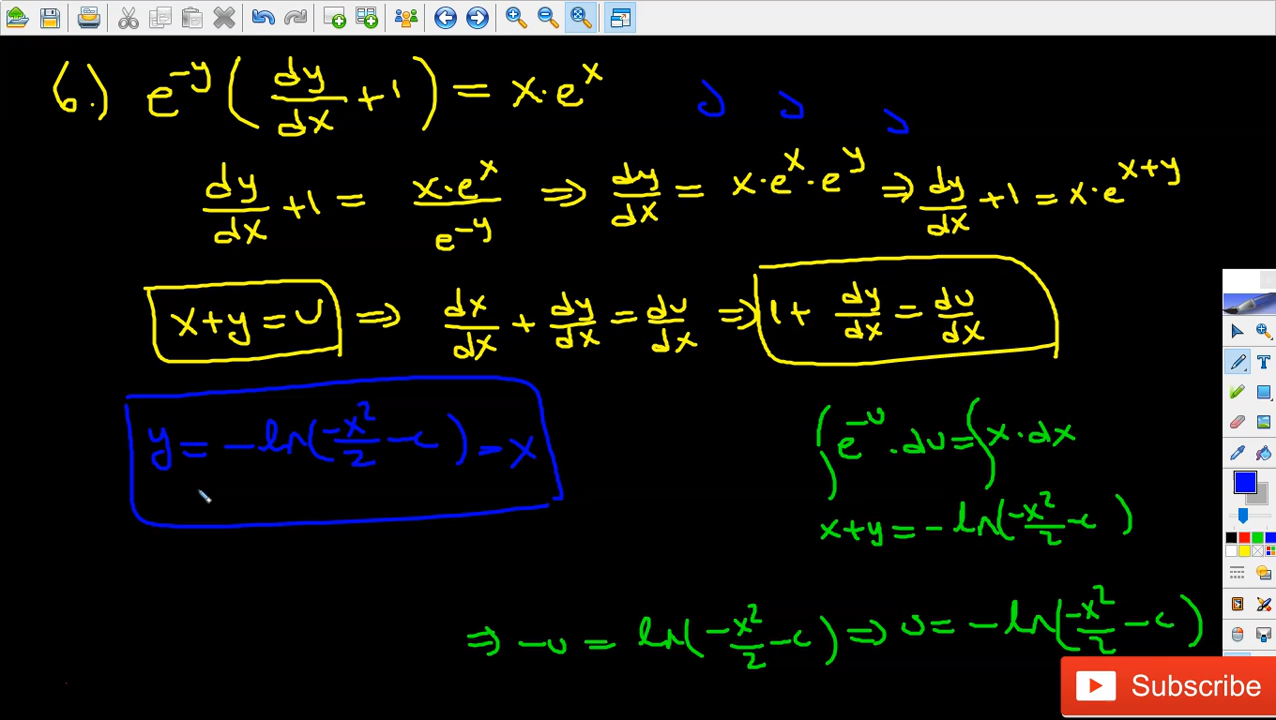 6.) e^{-y} ( dy/dx + 1 ) = x·e^x
dy/dx + 1 = x·e^x / e^{-y} ⇒ dy/dx = x·e^x·e^y ⇒ dy/dx + 1 = x·e^{x+y}
x+y = u ⇒ dx/dx + dy/dx = du/dx ⇒ 1 + dy/dx = du/dx
y = -ln( -x²/2 - c ) - x
∫ e^{-u}·du = ∫ x·dx
x+y = -ln( -x²/2 - c )
⇒ -u = ln( -x²/2 - c ) ⇒ u = -ln( -x²/2 - c )
Subscribe